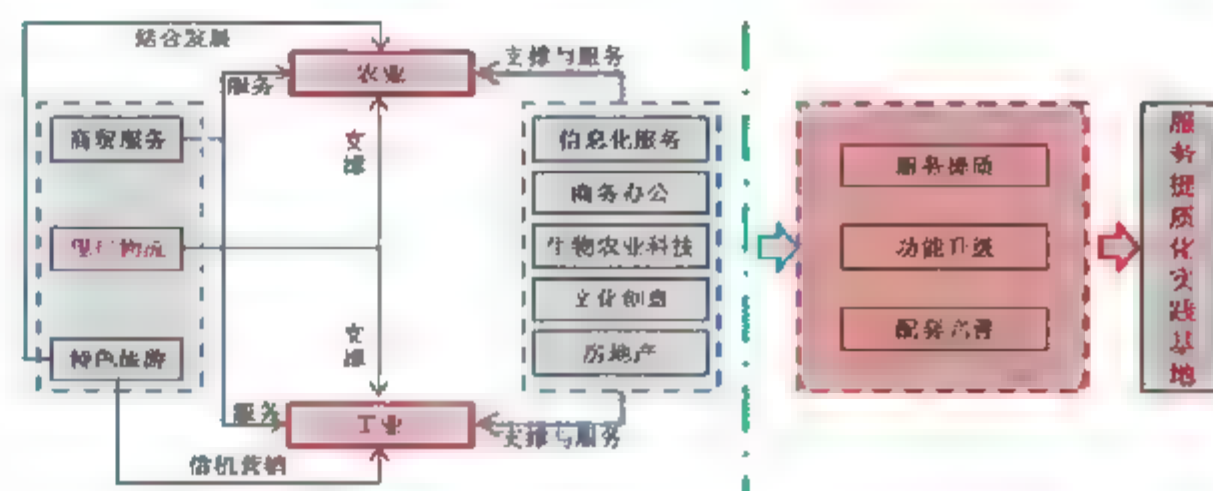 结合发展
农业
支撑与服务
服务
商贸服务
支撑
信息化服务
服务提质
服务提质化实践基地
商务办公
物流
生物农业科技
功能升级
文化创意
特色旅游
支撑
房地产
配套完善
服务
工业
支撑与服务
借机营销